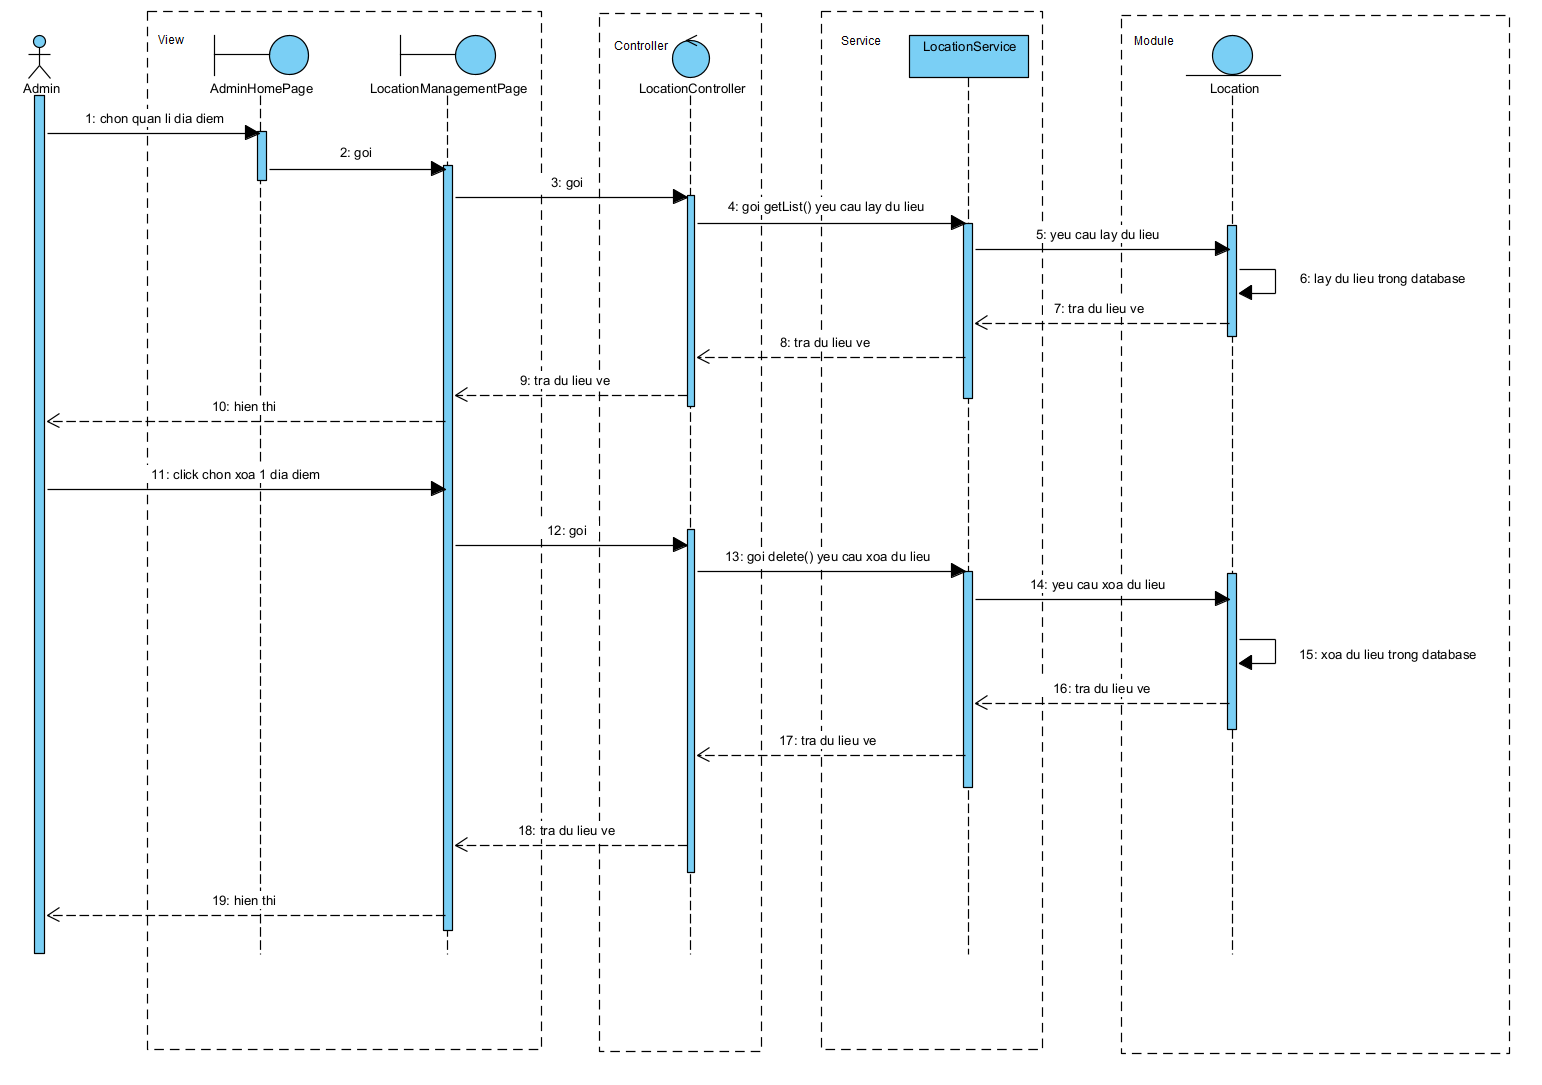 View
Controller
Service
Module
Admin
AdminHomePage
LocationManagementPage
LocationController
LocationService
Location
1: chon quan li dia diem
2: goi
3: goi
4: goi getList() yeu cau lay du lieu
5: yeu cau lay du lieu
6: lay du lieu trong database
7: tra du lieu ve
8: tra du lieu ve
9: tra du lieu ve
10: hien thi
11: click chon xoa 1 dia diem
12: goi
13: goi delete() yeu cau xoa du lieu
14: yeu cau xoa du lieu
15: xoa du lieu trong database
16: tra du lieu ve
17: tra du lieu ve
18: tra du lieu ve
19: hien thi